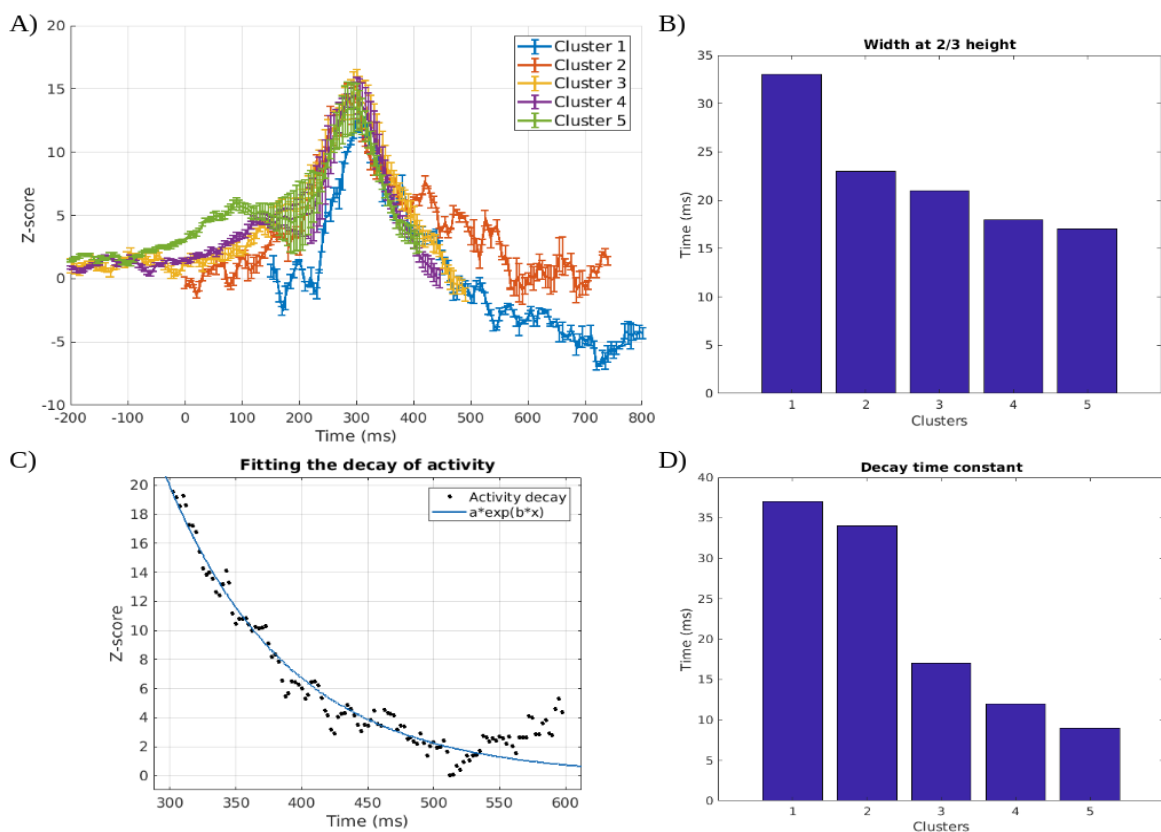 A)
20
15
10
5
0
-5
-10
Z-score
-200 -100 0 100 200 300 400 500 600 700 800
Time (ms)
Cluster 1
Cluster 2
Cluster 3
Cluster 4
Cluster 5
B)
Width at 2/3 height
35
30
25
20
15
10
5
0
Time (ms)
1 2 3 4 5
Clusters
C)
Fitting the decay of activity
20
18
16
14
12
10
8
6
4
2
0
Z-score
300 350 400 450 500 550 600
Time (ms)
Activity decay
a*exp(b*x)
D)
Decay time constant
40
35
30
25
20
15
10
5
0
Time (ms)
1 2 3 4 5
Clusters